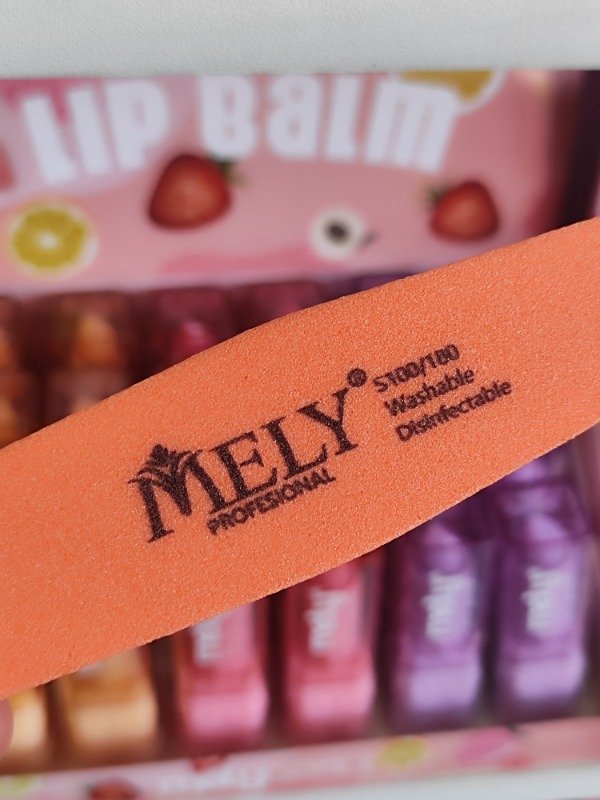 LIP BALM
MELY®
PROFESIONAL
S100/180
Washable
Disinfectable